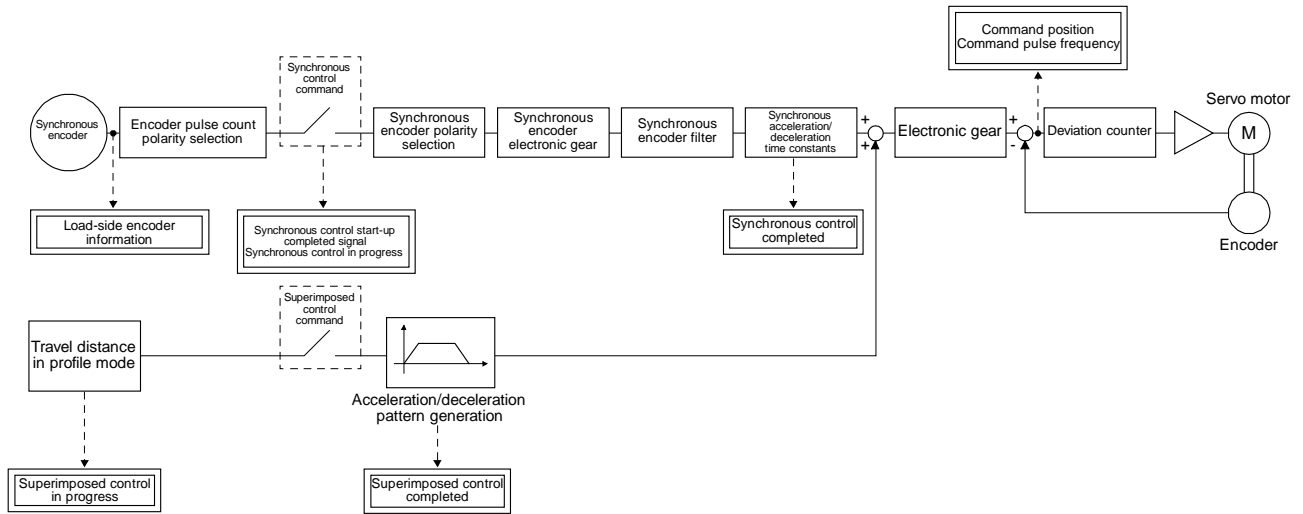 Command position
Command pulse frequency
Synchronous
control
command
Servo motor
Synchronous
encoder
Encoder pulse count
polarity selection
Synchronous
encoder polarity
selection
Synchronous
encoder
electronic gear
Synchronous
encoder filter
Synchronous
acceleration/
deceleration
time constants
+
+
Electronic gear
+
-
Deviation counter
M
Load-side encoder
information
Synchronous control start-up
completed signal
Synchronous control in progress
Synchronous control
completed
Encoder
Superimposed
control
command
Travel distance
in profile mode
Acceleration/deceleration
pattern generation
Superimposed control
in progress
Superimposed control
completed